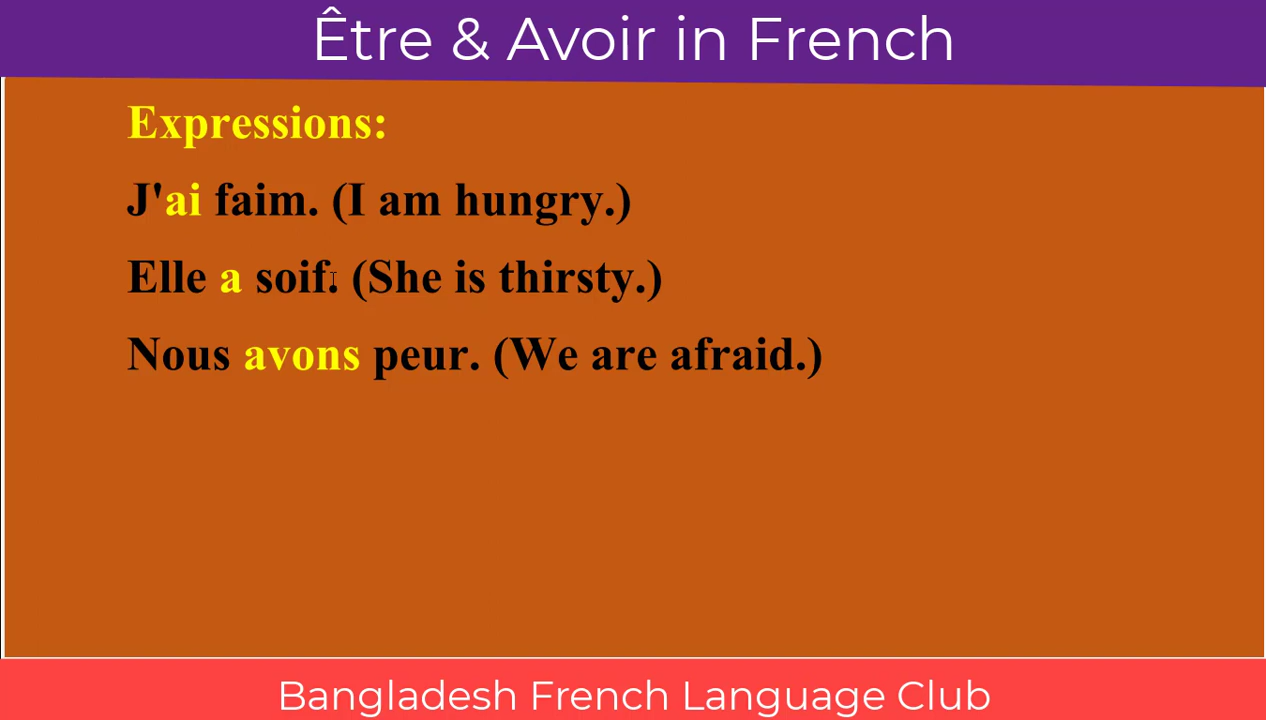 Être & Avoir in French
Expressions:
J'ai faim. (I am hungry.)
Elle a soif. (She is thirsty.)
Nous avons peur. (We are afraid.)
Bangladesh French Language Club